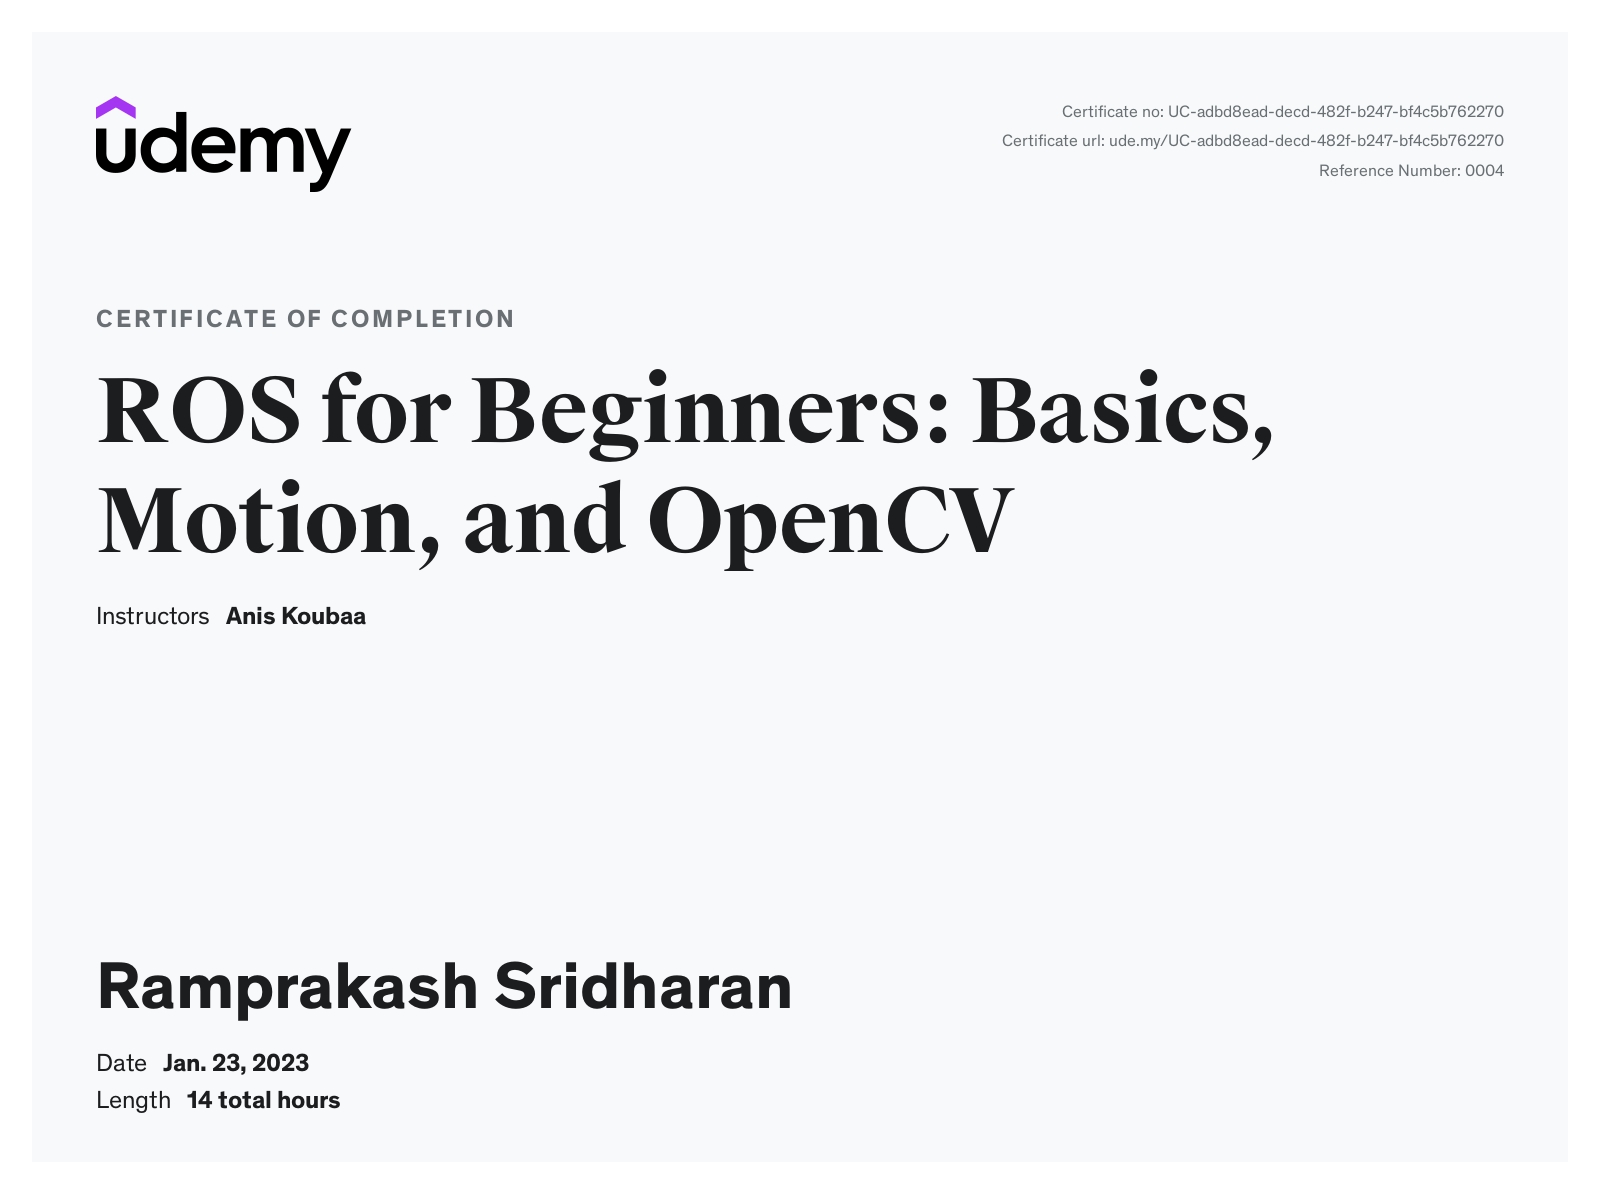 udemy
Certificate no: UC-adbd8ead-decd-482f-b247-bf4c5b762270
Certificate url: ude.my/UC-adbd8ead-decd-482f-b247-bf4c5b762270
Reference Number: 0004
CERTIFICATE OF COMPLETION
ROS for Beginners: Basics,
Motion, and OpenCV
Instructors Anis Koubaa
Ramprakash Sridharan
Date Jan. 23, 2023
Length 14 total hours